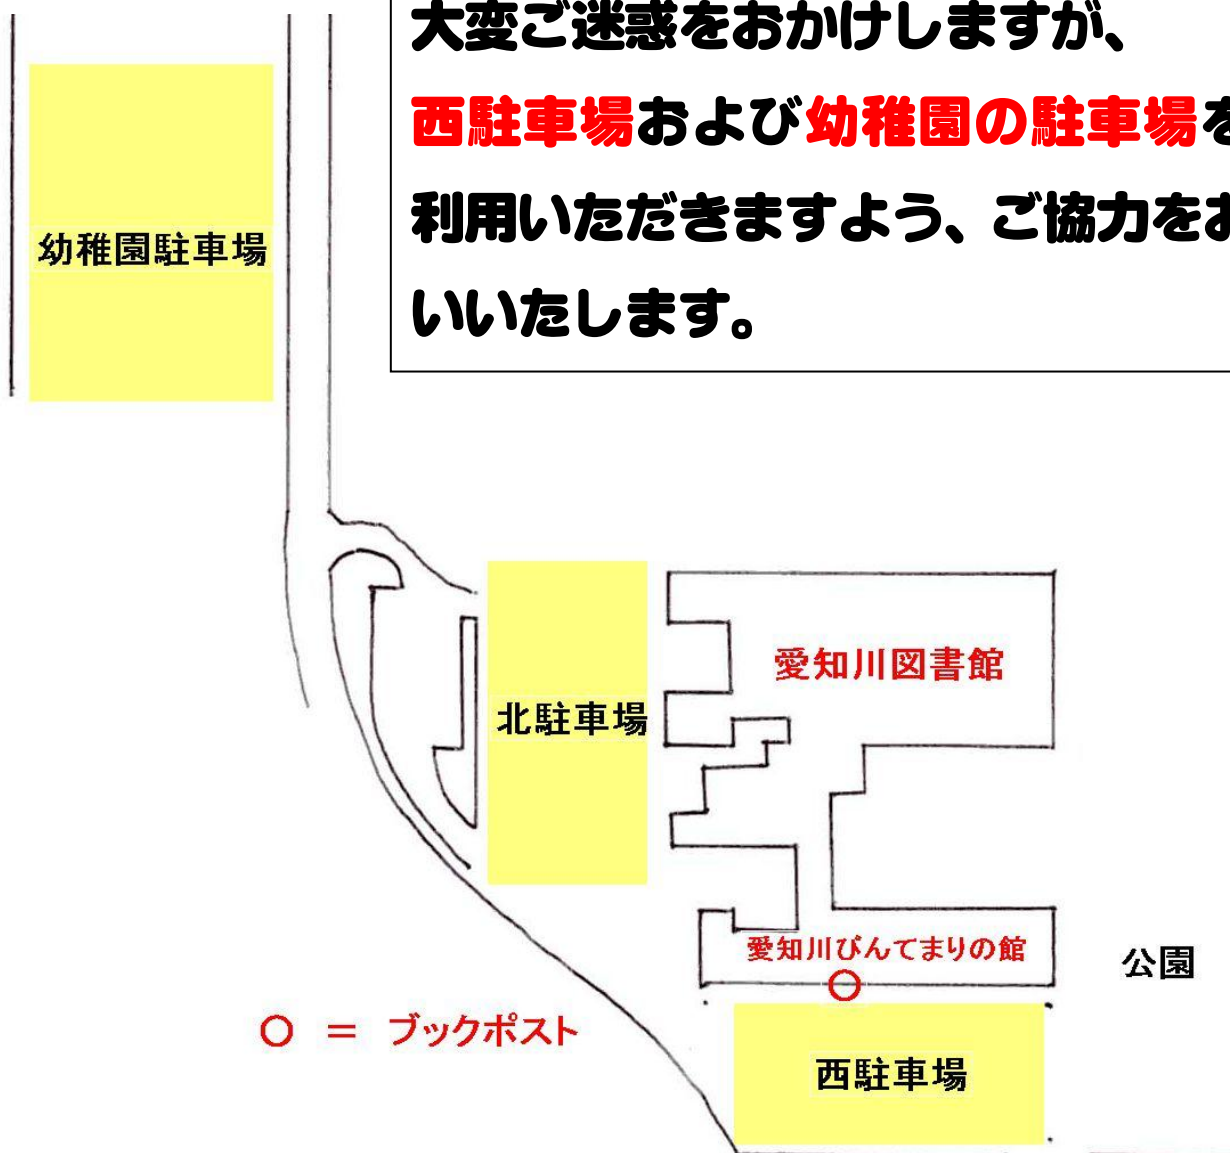 大変ご迷惑をおかけしますが、
西駐車場および幼稚園の駐車場を
利用いただきますよう、ご協力をお
いいたします。
幼稚園駐車場
愛知川図書館
北駐車場
愛知川びんてまりの館
公園
○ = ブックポスト
西駐車場